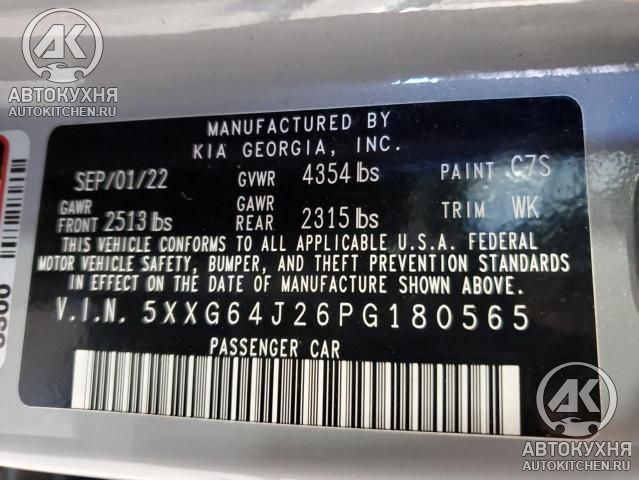 AK
АВТОКУХНЯ
AUTOKITCHEN.RU
MANUFACTURED BY
KIA GEORGIA, INC.
SEP/01/22 GVWR 4354 lbs PAINT C7S
GAWR FRONT 2513 lbs GAWR REAR 2315 lbs TRIM WK
THIS VEHICLE CONFORMS TO ALL APPLICABLE U.S.A. FEDERAL
MOTOR VEHICLE SAFETY, BUMPER, AND THEFT PREVENTION STANDARDS
IN EFFECT ON THE DATE OF MANUFACTURE SHOWN ABOVE.
V.I.N. 5XXG64J26PG180565
PASSENGER CAR
AK
АВТОКУХНЯ
AUTOKITCHEN.RU